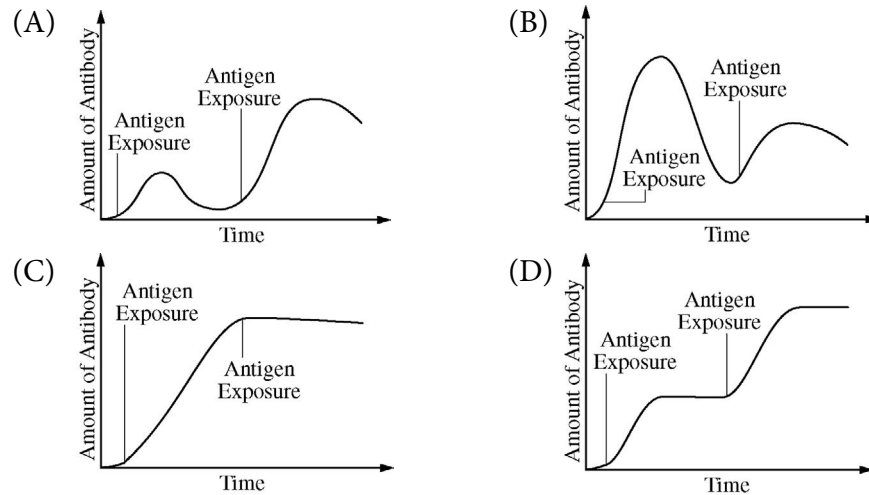 (A)
Amount of Antibody
Antigen
Exposure
Antigen
Exposure
Time
(B)
Amount of Antibody
Antigen
Exposure
Antigen
Exposure
Time
(C)
Amount of Antibody
Antigen
Exposure
Antigen
Exposure
Time
(D)
Amount of Antibody
Antigen
Exposure
Antigen
Exposure
Time